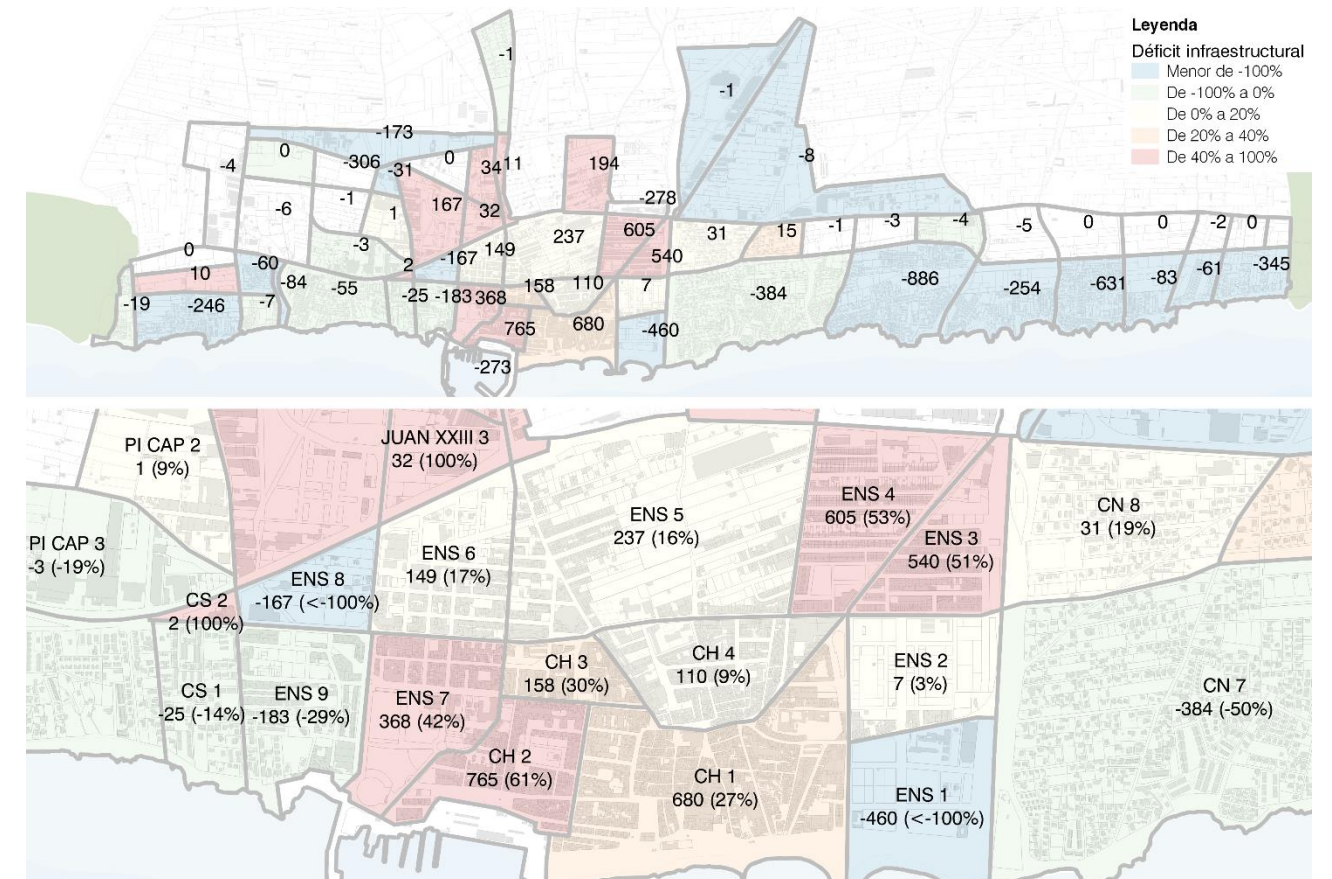 Leyenda
Déficit infraestructural
Menor de -100%
De -100% a 0%
De 0% a 20%
De 20% a 40%
De 40% a 100%
-1
-1
-173
0
-306
-31
0
34
11
194
-8
-4
-278
-6
-1
1
167
32
605
31
15
-1
-3
-4
-5
0
0
-2
0
0
-3
2
-167
149
237
540
10
-60
-84
-55
-25
-183
368
158
110
7
-384
-886
-254
-631
-83
-61
-345
-19
-246
-7
765
680
-460
-273
PI CAP 2
1 (9%)
JUAN XXIII 3
32 (100%)
ENS 5
237 (16%)
ENS 4
605 (53%)
ENS 3
540 (51%)
CN 8
31 (19%)
PI CAP 3
-3 (-19%)
ENS 6
149 (17%)
ENS 8
-167 (<-100%)
CS 2
2 (100%)
CH 3
158 (30%)
CH 4
110 (9%)
ENS 2
7 (3%)
CS 1
-25 (-14%)
ENS 9
-183 (-29%)
ENS 7
368 (42%)
CN 7
-384 (-50%)
CH 2
765 (61%)
CH 1
680 (27%)
ENS 1
-460 (<-100%)